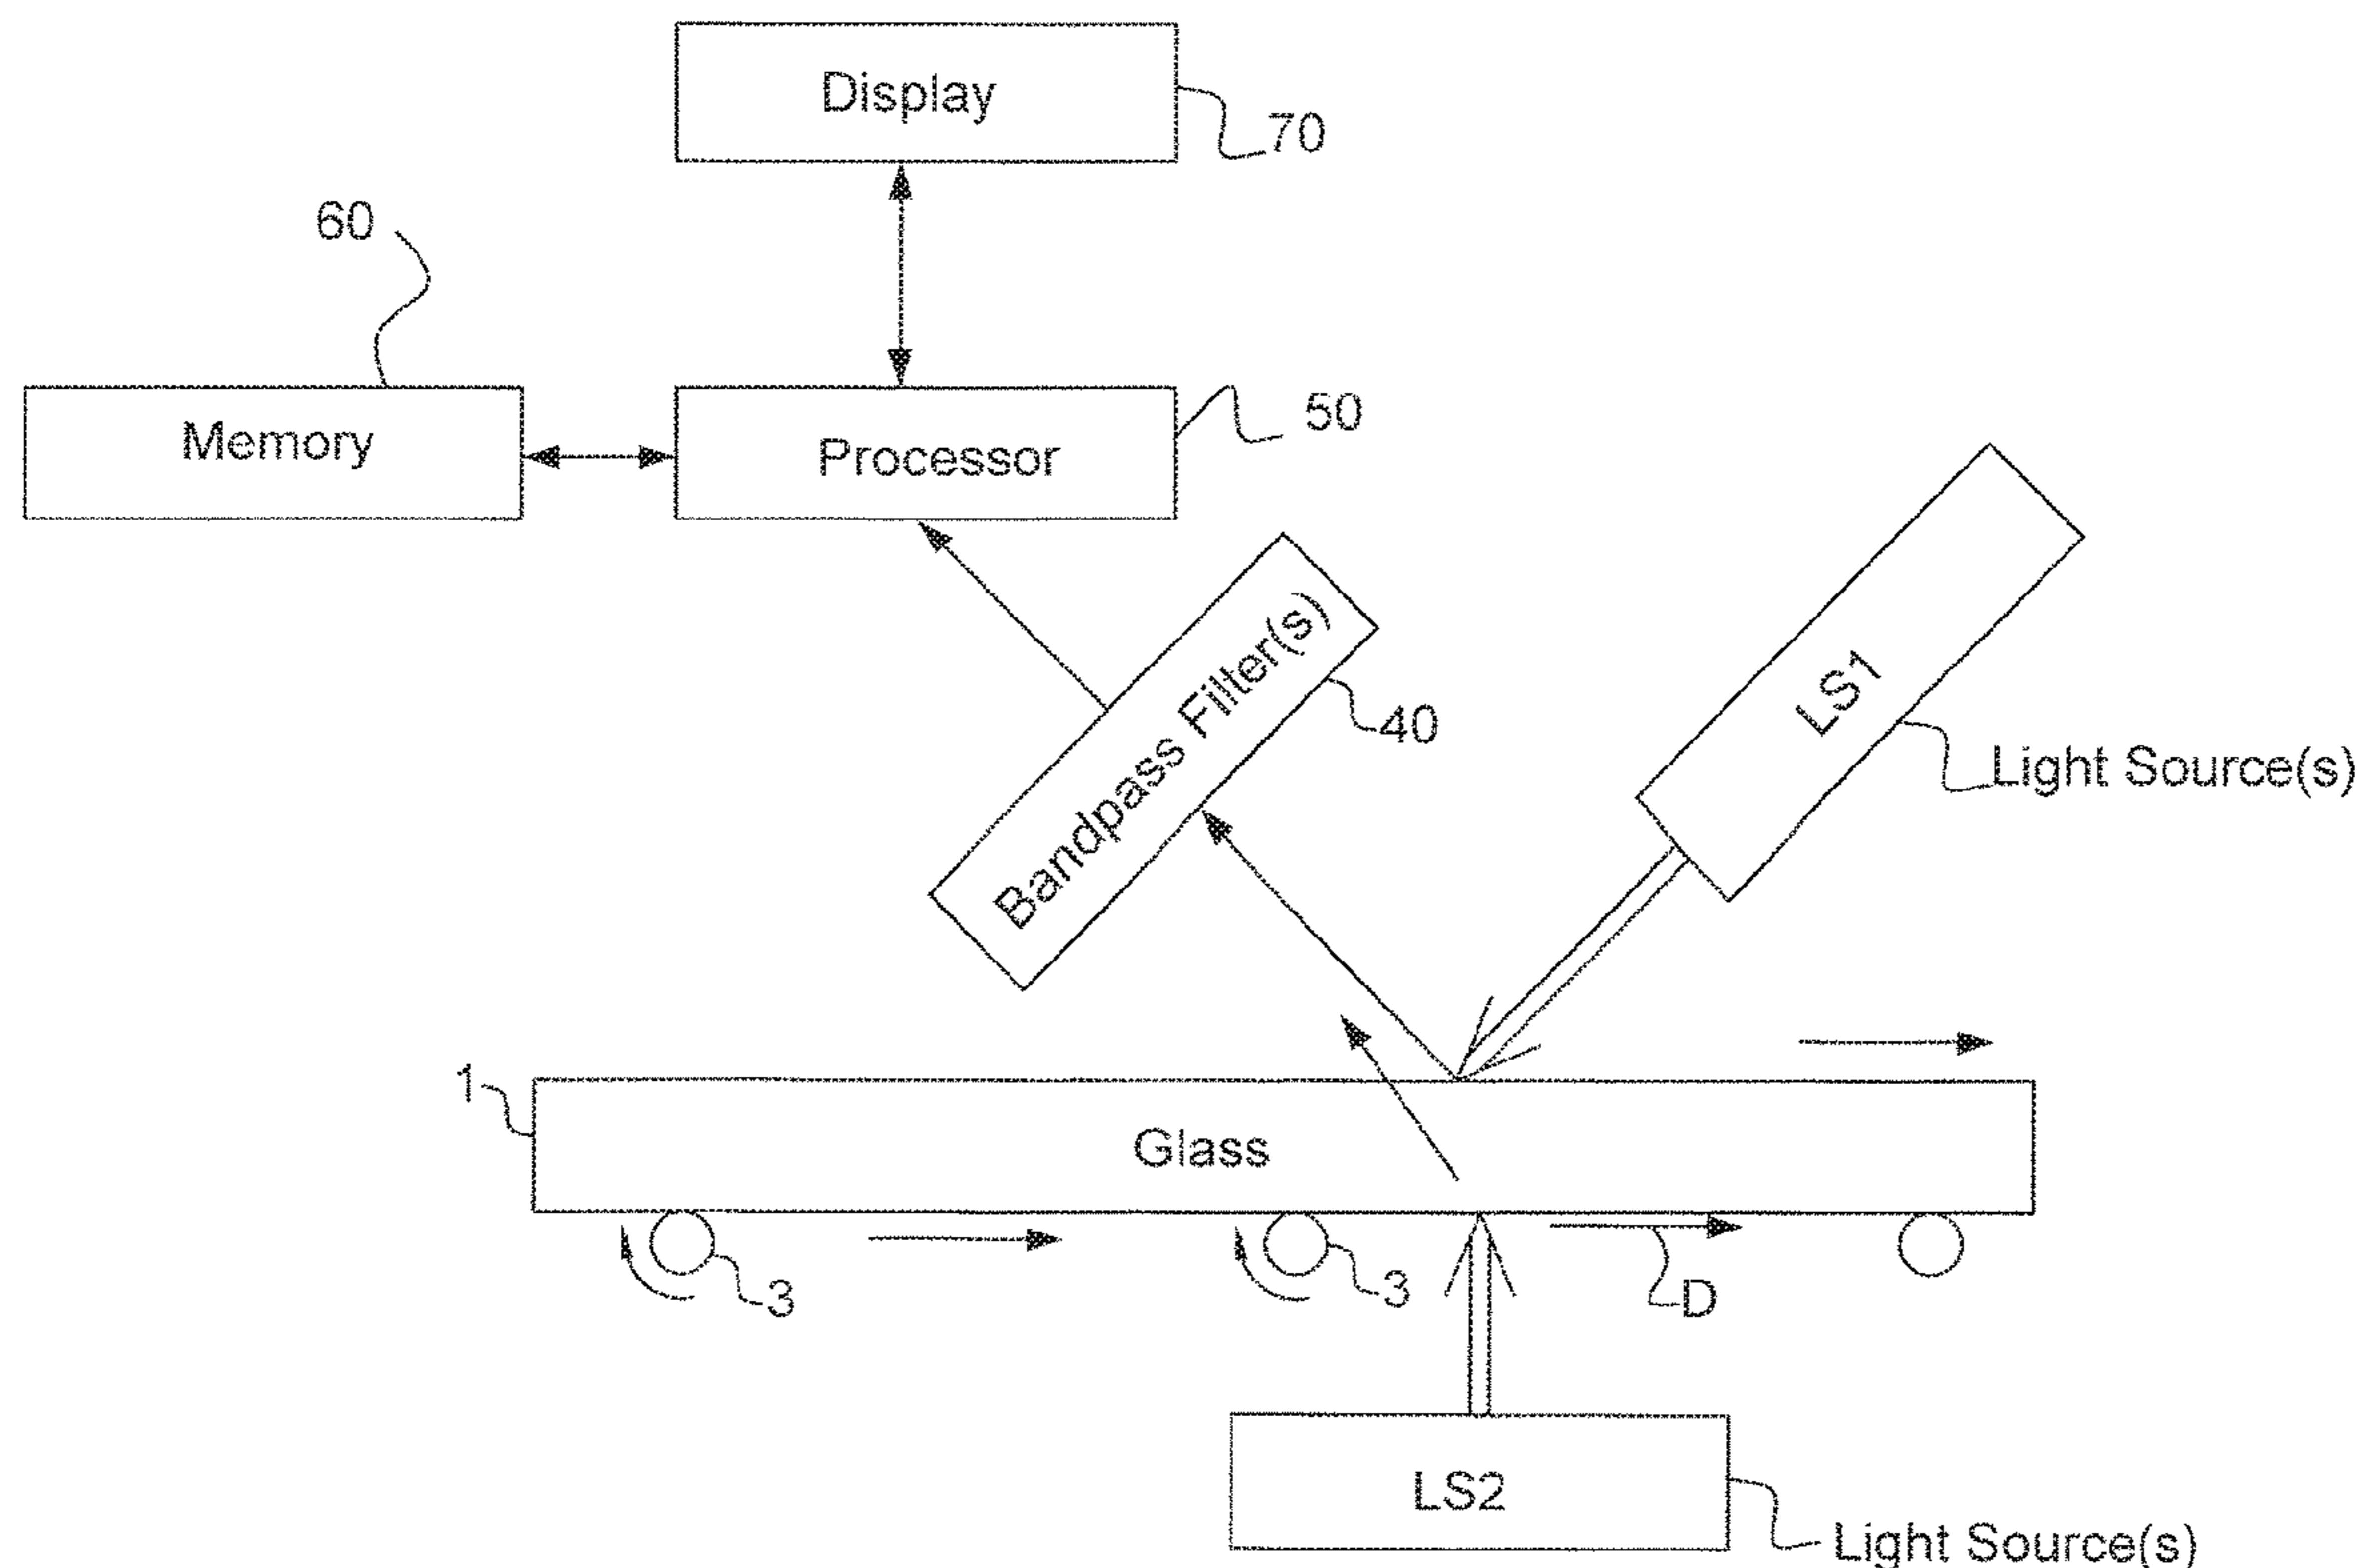 Display
70
60
Memory
Processor
50
Bandpass Filter(s)
40
LS1
Light Source(s)
1
Glass
3
3
D
LS2
Light Source(s)